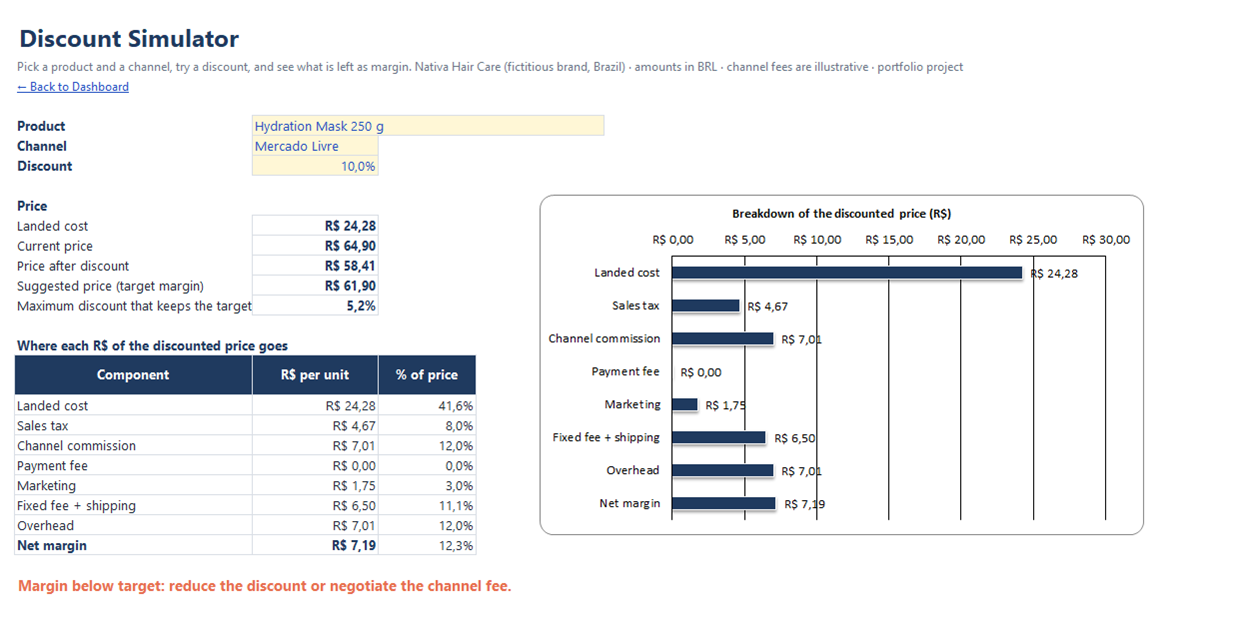 Discount Simulator
Pick a product and a channel, try a discount, and see what is left as margin. Nativa Hair Care (fictitious brand, Brazil) · amounts in BRL · channel fees are illustrative · portfolio project
← Back to Dashboard
Product Hydration Mask 250 g
Channel Mercado Livre
Discount 10,0%
Price
Landed cost R$ 24,28
Current price R$ 64,90
Price after discount R$ 58,41
Suggested price (target margin) R$ 61,90
Maximum discount that keeps the target 5,2%
Where each R$ of the discounted price goes
Component R$ per unit % of price
Landed cost R$ 24,28 41,6%
Sales tax R$ 4,67 8,0%
Channel commission R$ 7,01 12,0%
Payment fee R$ 0,00 0,0%
Marketing R$ 1,75 3,0%
Fixed fee + shipping R$ 6,50 11,1%
Overhead R$ 7,01 12,0%
Net margin R$ 7,19 12,3%
Margin below target: reduce the discount or negotiate the channel fee.
Breakdown of the discounted price (R$)
R$ 0,00 R$ 5,00 R$ 10,00 R$ 15,00 R$ 20,00 R$ 25,00 R$ 30,00
Landed cost R$ 24,28
Sales tax R$ 4,67
Channel commission R$ 7,01
Payment fee R$ 0,00
Marketing R$ 1,75
Fixed fee + shipping R$ 6,50
Overhead R$ 7,01
Net margin R$ 7,19